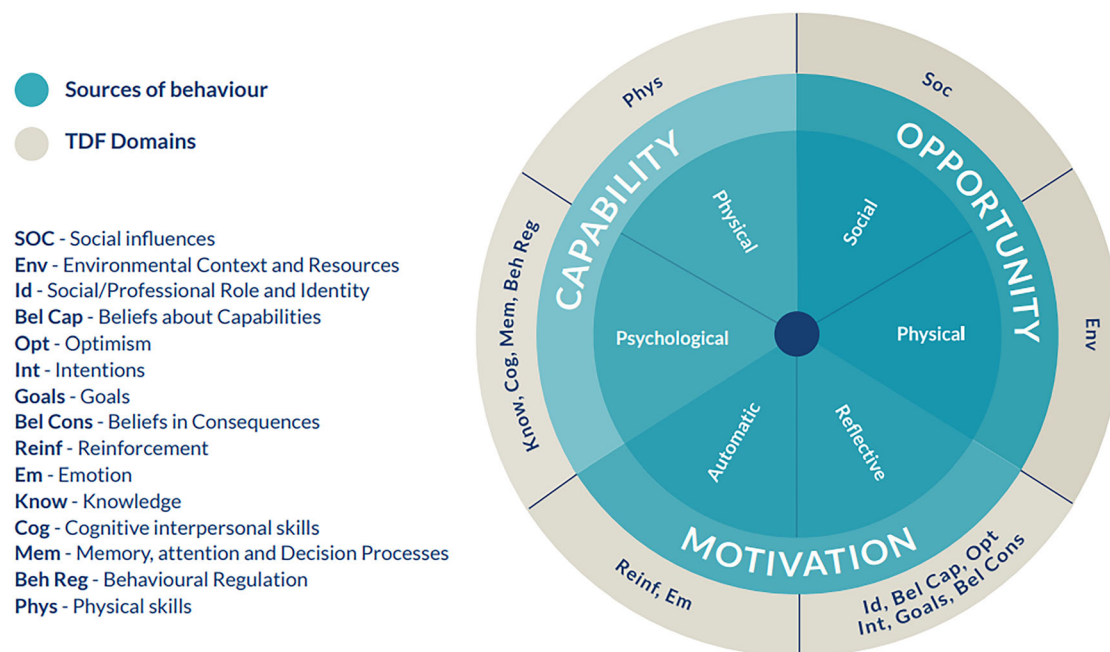 Sources of behaviour
TDF Domains
SOC - Social influences
Env - Environmental Context and Resources
Id - Social/Professional Role and Identity
Bel Cap - Beliefs about Capabilities
Opt - Optimism
Int - Intentions
Goals - Goals
Bel Cons - Beliefs in Consequences
Reinf - Reinforcement
Em - Emotion
Know - Knowledge
Cog - Cognitive interpersonal skills
Mem - Memory, attention and Decision Processes
Beh Reg - Behavioural Regulation
Phys - Physical skills
Phys
Soc
Env
Id, Bel Cap, Opt
Int, Goals, Bel Cons
Reinf, Em
Know, Cog, Mem, Beh Reg
CAPABILITY
OPPORTUNITY
MOTIVATION
Physical
Social
Physical
Reflective
Automatic
Psychological